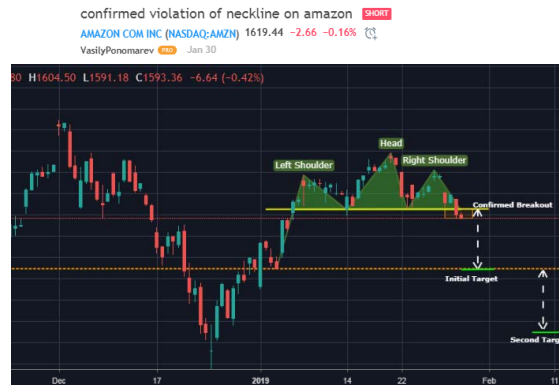 confirmed violation of neckline on amazon SHORT
AMAZON COM INC (NASDAQ:AMZN) 1619.44 −2.66 −0.16%
VasilyPonomarev PRO Jan 30
80 H1604.50 L1591.18 C1593.36 −6.64 (−0.42%)
Head
Left Shoulder
Right Shoulder
Confirmed Breakout
Initial Target
Second Targ
Dec 17 2019 14 22 Feb 11